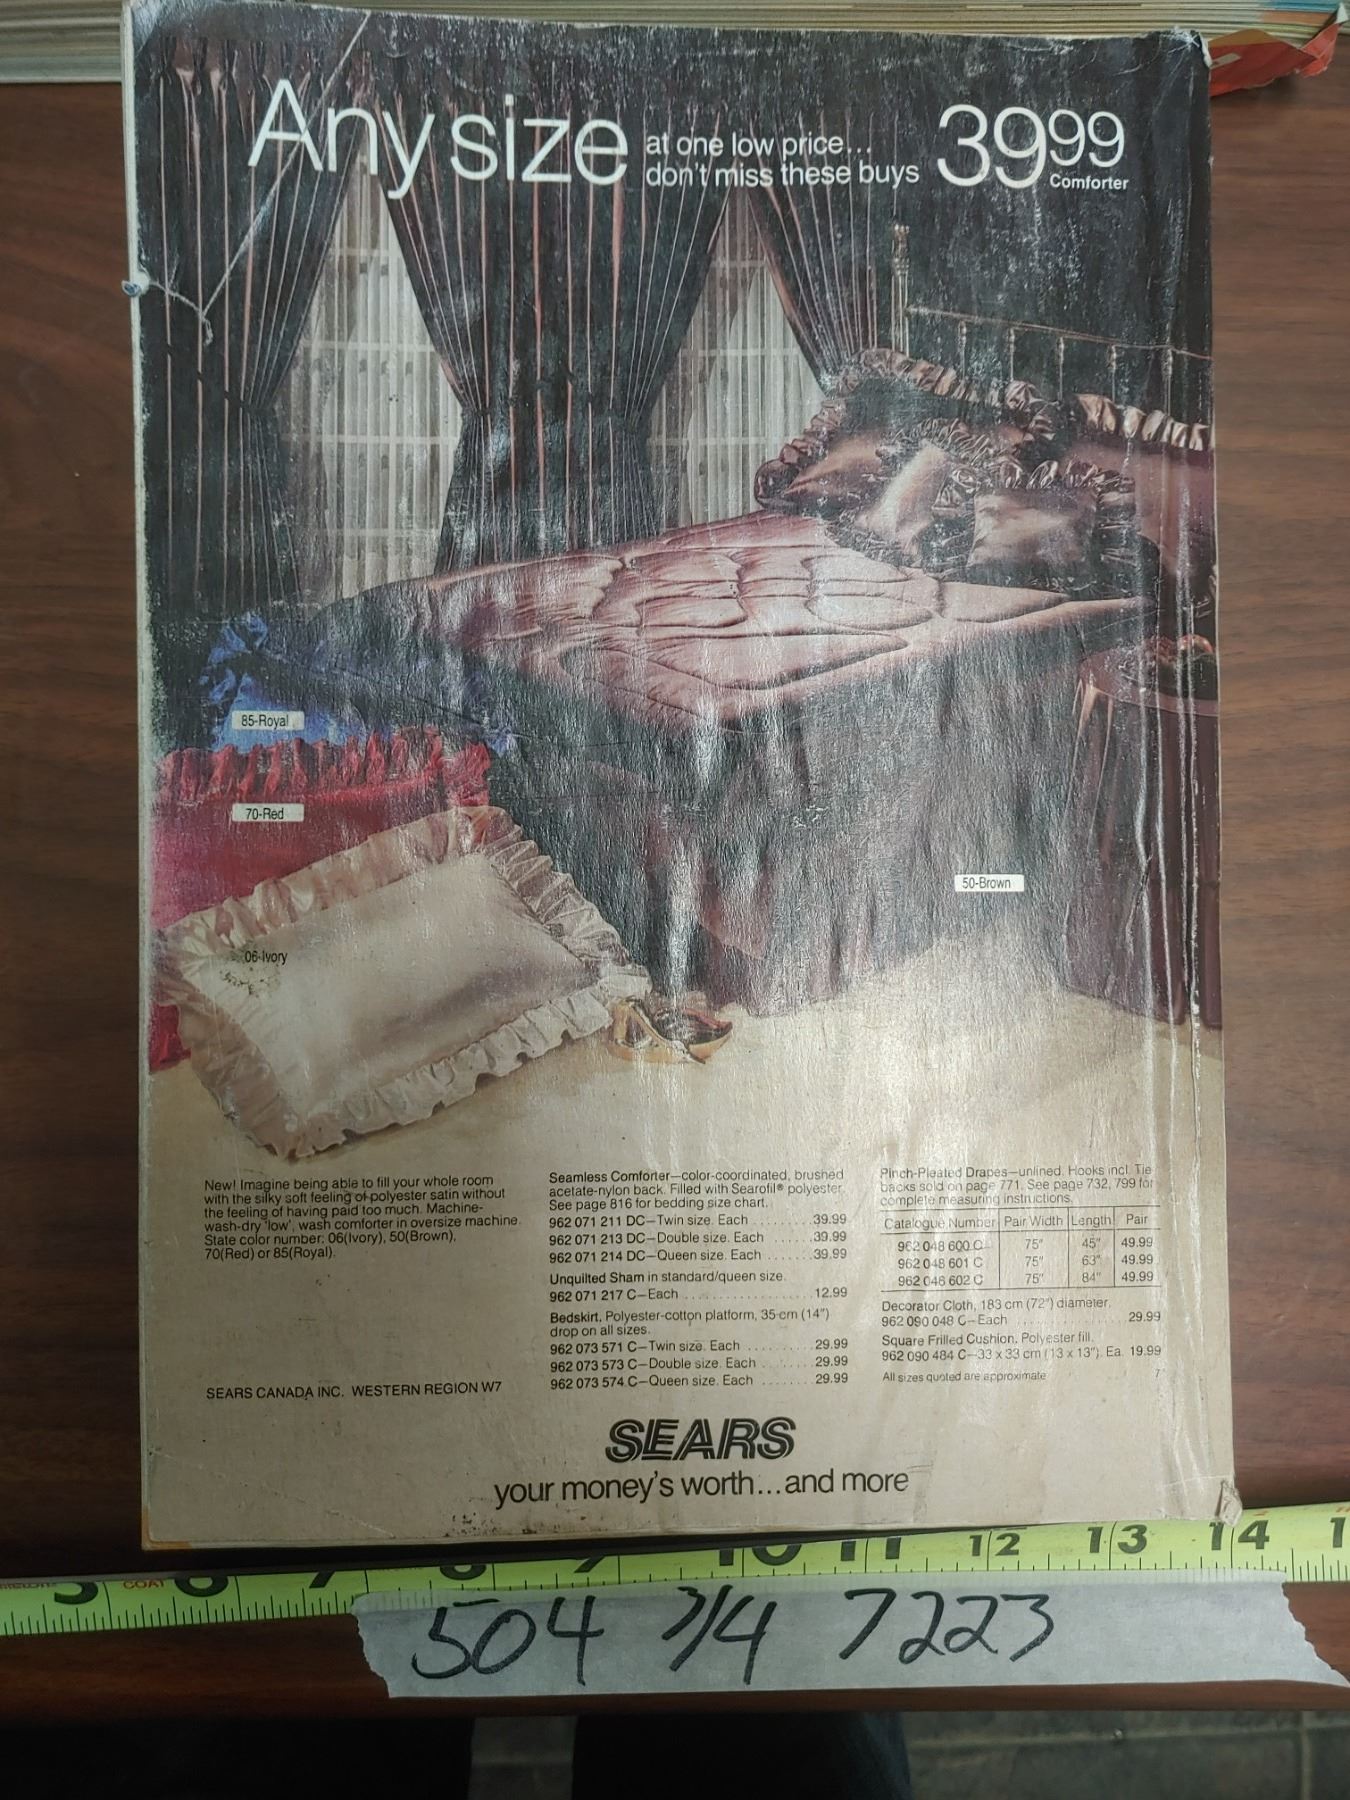 Any size
at one low price...
don't miss these buys
39⁹⁹
Comforter
85-Royal
70-Red
50-Brown
06-Ivory
New! Imagine being able to fill your whole room
with the silky soft feeling of polyester satin without
the feeling of having paid too much. Machine-
wash-dry 'low', wash comforter in oversize machine.
State color number: 06(Ivory), 50(Brown),
70(Red) or 85(Royal).
SEARS CANADA INC. WESTERN REGION W7
Seamless Comforter—color-coordinated, brushed
acetate-nylon back. Filled with Searofil® polyester.
See page 816 for bedding size chart.
962 071 211 DC—Twin size. Each ......... 39.99
962 071 213 DC—Double size. Each ...... 39.99
962 071 214 DC—Queen size. Each ....... 39.99
Unquilted Sham in standard/queen size.
962 071 217 C—Each .................... 12.99
Bedskirt. Polyester-cotton platform, 35-cm (14")
drop on all sizes.
962 073 571 C—Twin size. Each .......... 29.99
962 073 573 C—Double size. Each ....... 29.99
962 073 574 C—Queen size. Each ........ 29.99
Pinch-Pleated Drapes—unlined. Hooks incl. Tie
backs sold on page 771. See page 732, 799 for
complete measuring instructions.
Catalogue Number Pair Width Length Pair
962 048 600 C 75" 45" 49.99
962 048 601 C 75" 63" 49.99
962 048 602 C 75" 84" 49.99
Decorator Cloth, 183 cm (72") diameter.
962 090 048 C—Each .................... 29.99
Square Frilled Cushion. Polyester fill.
962 090 484 C—33 x 33 cm (13 x 13"). Ea. 19.99
All sizes quoted are approximate 7
SEARS
your money's worth...and more
5 COAT 6 7 8 9 10 11 12 13 14 1
504 3/4 7223